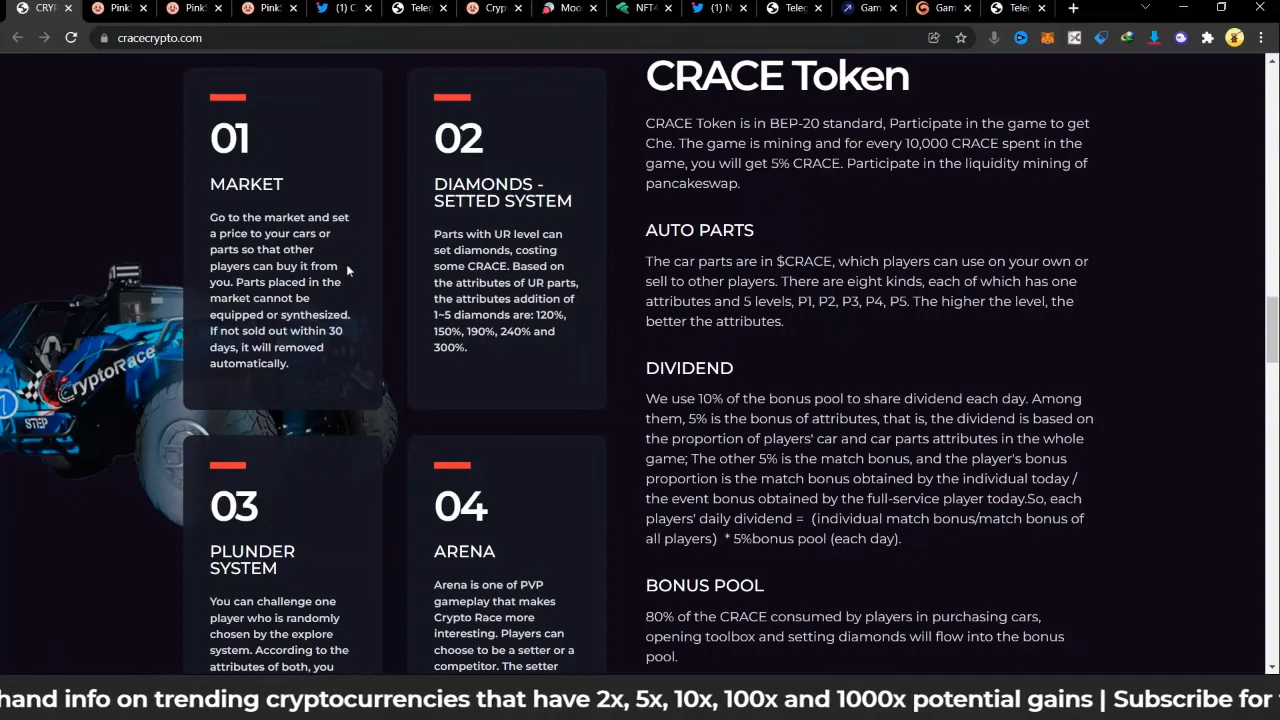 CRY
Pink
Pink
Pink
(1) C
Teleg
Cryp
Moo
NFT4
(1) N
Teleg
Gam
Gam
Teleg
cracecrypto.com
01
MARKET
Go to the market and set
a price to your cars or
parts so that other
players can buy it from
you. Parts placed in the
market cannot be
equipped or synthesized.
If not sold out within 30
days, it will removed
automatically.
02
DIAMONDS -
SETTED SYSTEM
Parts with UR level can
set diamonds, costing
some CRACE. Based on
the attributes of UR parts,
the attributes addition of
1~5 diamonds are: 120%,
150%, 190%, 240% and
300%.
03
PLUNDER
SYSTEM
You can challenge one
player who is randomly
chosen by the explore
system. According to the
attributes of both, you
04
ARENA
Arena is one of PVP
gameplay that makes
Crypto Race more
interesting. Players can
choose to be a setter or a
competitor. The setter
CryptoRace
STEP
CRACE Token
CRACE Token is in BEP-20 standard, Participate in the game to get
Che. The game is mining and for every 10,000 CRACE spent in the
game, you will get 5% CRACE. Participate in the liquidity mining of
pancakeswap.
AUTO PARTS
The car parts are in $CRACE, which players can use on your own or
sell to other players. There are eight kinds, each of which has one
attributes and 5 levels, P1, P2, P3, P4, P5. The higher the level, the
better the attributes.
DIVIDEND
We use 10% of the bonus pool to share dividend each day. Among
them, 5% is the bonus of attributes, that is, the dividend is based on
the proportion of players' car and car parts attributes in the whole
game; The other 5% is the match bonus, and the player's bonus
proportion is the match bonus obtained by the individual today /
the event bonus obtained by the full-service player today.So, each
players' daily dividend = (individual match bonus/match bonus of
all players) * 5%bonus pool (each day).
BONUS POOL
80% of the CRACE consumed by players in purchasing cars,
opening toolbox and setting diamonds will flow into the bonus
pool.
hand info on trending cryptocurrencies that have 2x, 5x, 10x, 100x and 1000x potential gains | Subscribe for